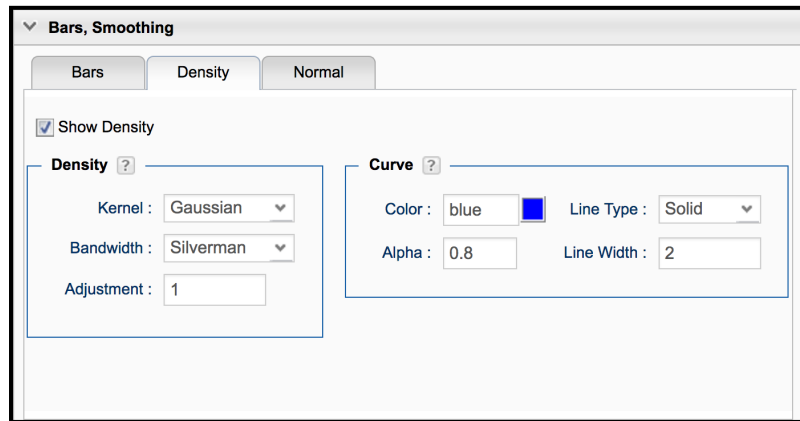 Bars, Smoothing
Bars Density Normal
Show Density
Density ? Curve ?
Kernel : Gaussian Color : blue Line Type : Solid
Bandwidth : Silverman Alpha : 0.8 Line Width : 2
Adjustment : 1